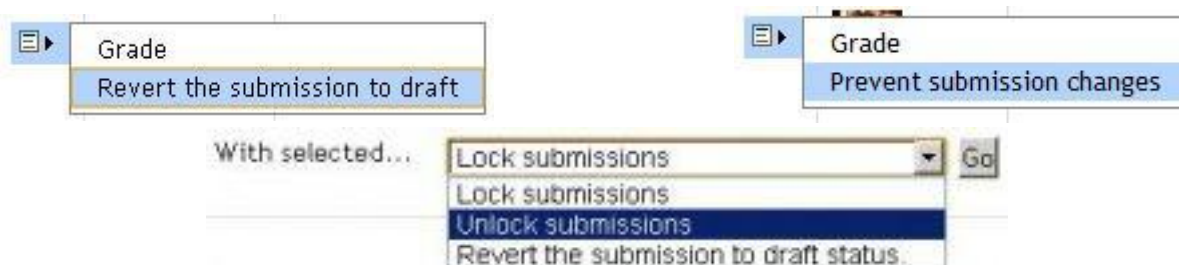 Grade
Revert the submission to draft
Grade
Prevent submission changes
With selected... Lock submissions Go
Lock submissions
Unlock submissions
Revert the submission to draft status.